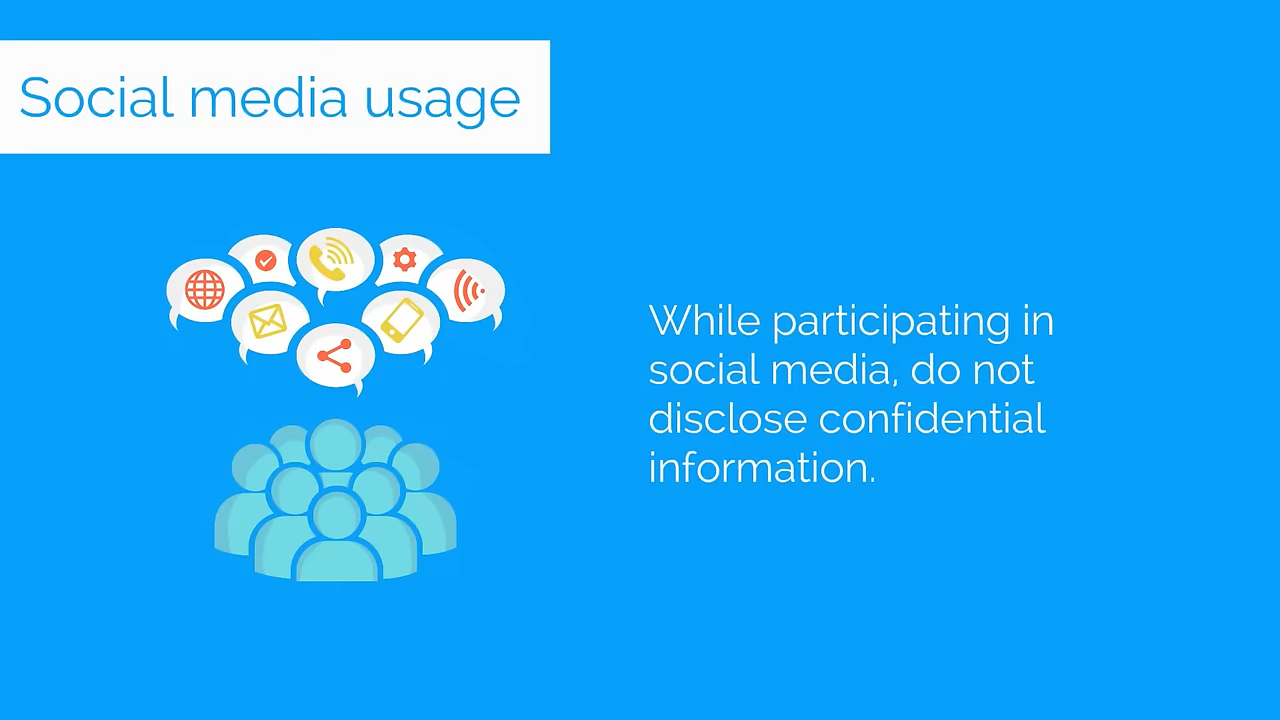 Social media usage
While participating in
social media, do not
disclose confidential
information.